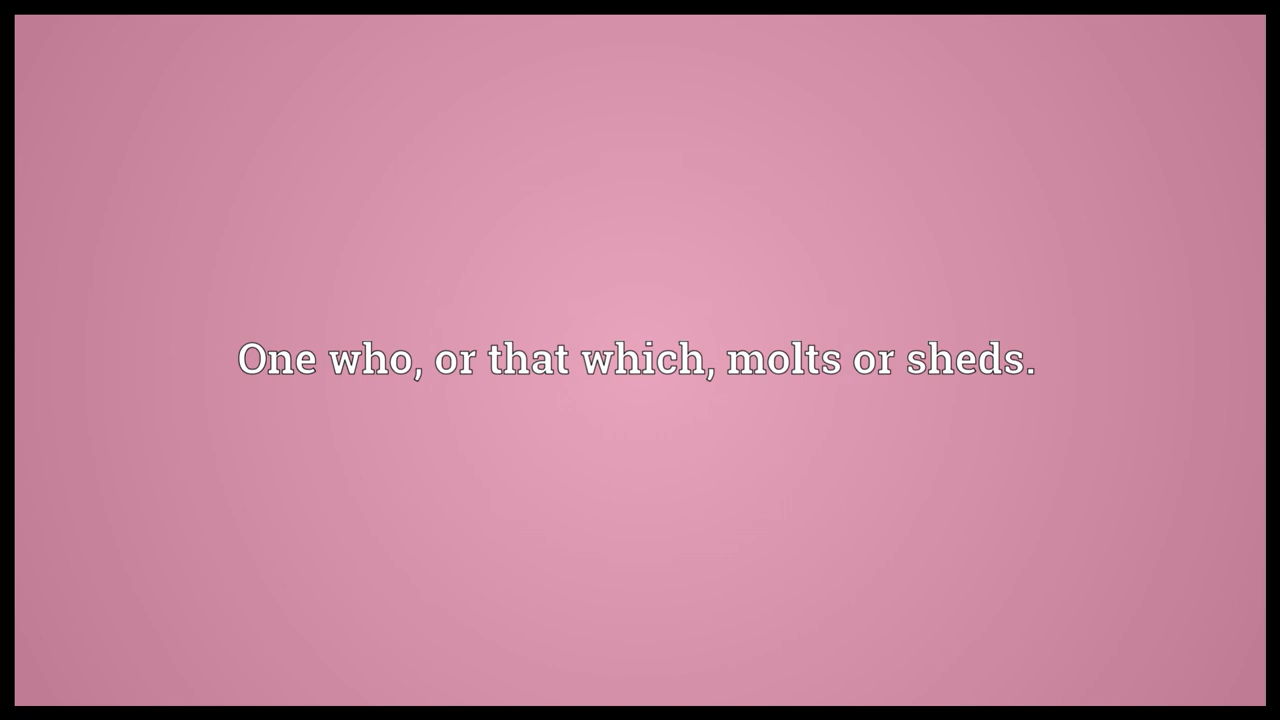 One who, or that which, molts or sheds.